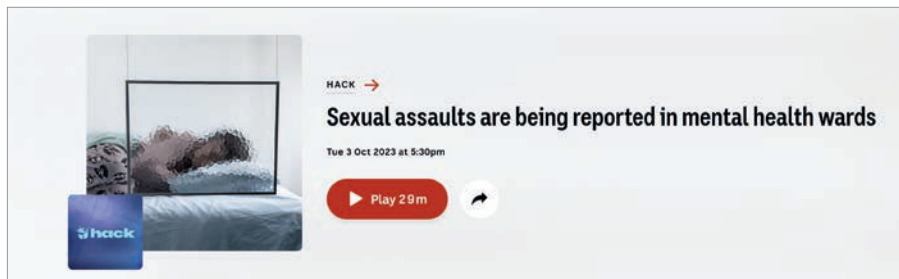 HACK
Sexual assaults are being reported in mental health wards
Tue 3 Oct 2023 at 5:30pm
Play 29m
hack